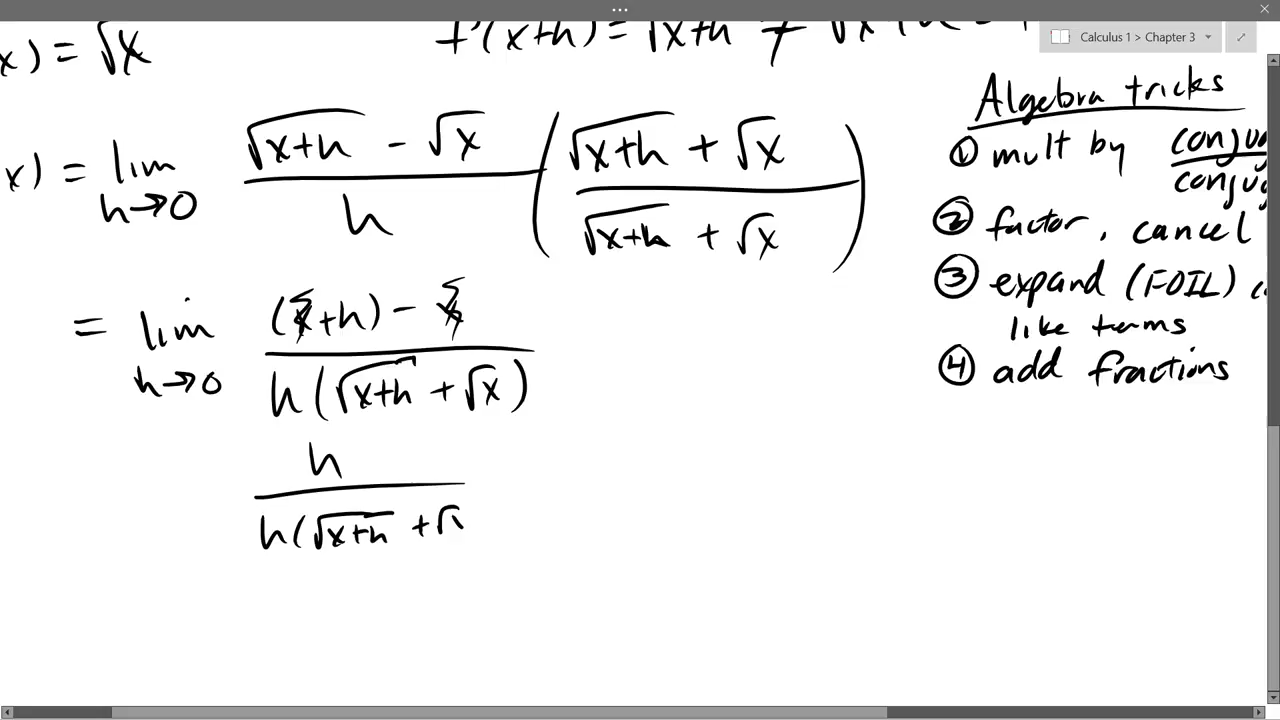 x) = √x
f'(x+h) = √x+h ≠
Calculus 1 > Chapter 3
x) = lim h→0 (√(x+h) - √x)/h ( (√(x+h) + √x)/(√(x+h) + √x) )
= lim h→0 ((x+h) - x)/(h(√(x+h) + √x))
h/(h(√(x+h) + √x
Algebra tricks
① mult by conju/conju
② factor, cancel
③ expand (FOIL)
like terms
④ add fractions